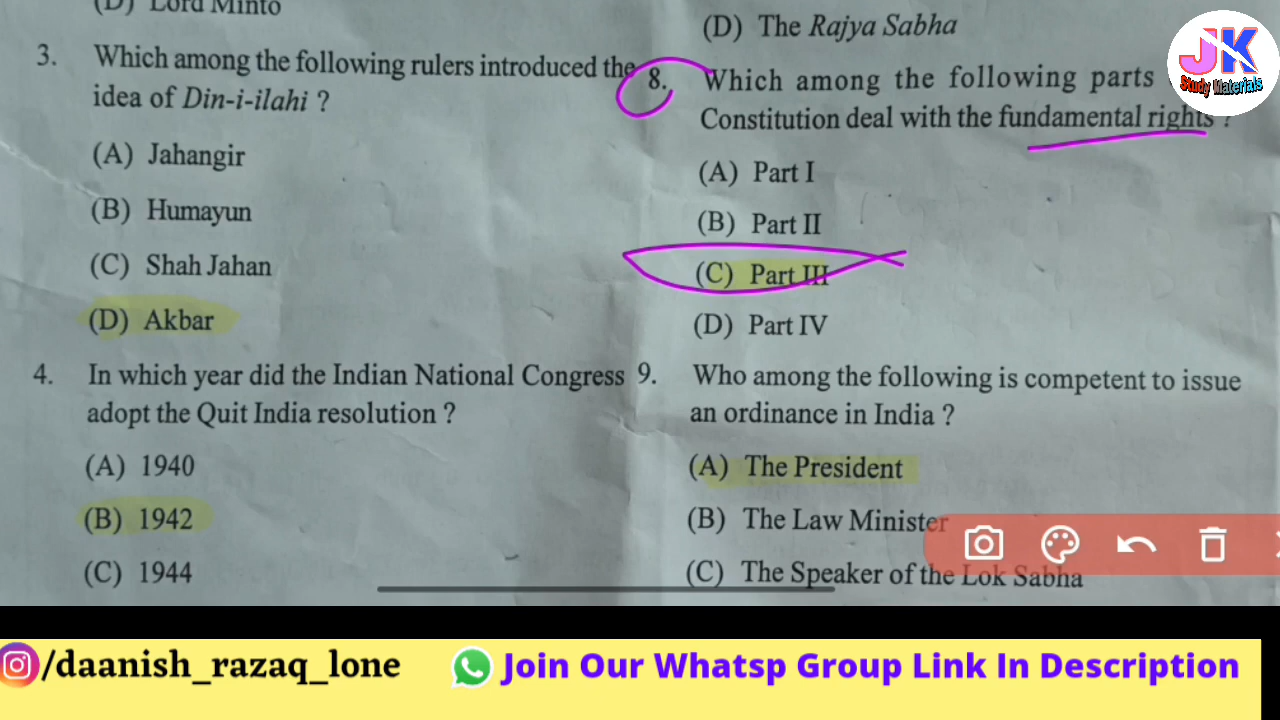 (D) Lord Minto
3. Which among the following rulers introduced the
idea of Din-i-ilahi ?
(A) Jahangir
(B) Humayun
(C) Shah Jahan
(D) Akbar
4. In which year did the Indian National Congress
adopt the Quit India resolution ?
(A) 1940
(B) 1942
(C) 1944
(D) The Rajya Sabha
8. Which among the following parts
Constitution deal with the fundamental rights ?
(A) Part I
(B) Part II
(C) Part III
(D) Part IV
9. Who among the following is competent to issue
an ordinance in India ?
(A) The President
(B) The Law Minister
(C) The Speaker of the Lok Sabha
JK
Study Materials
/daanish_razaq_lone
Join Our Whatsp Group Link In Description